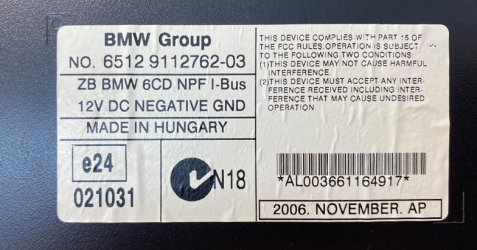 BMW Group
NO. 6512 9112762-03
ZB BMW 6CD NPF I-Bus
12V DC NEGATIVE GND
MADE IN HUNGARY
e24
021031
N18
THIS DEVICE COMPLIES WITH PART 15 OF
THE FCC RULES.OPERATION IS SUBJECT
TO THE FOLLOWING TWO CONDITIONS:
(1)THIS DEVICE MAY NOT CAUSE HARMFUL
INTERFERENCE.
(2)THIS DEVICE MUST ACCEPT ANY INTER-
FERENCE RECEIVED INCLUDING INTER-
FERENCE THAT MAY CAUSE UNDESIRED
OPERATION.
*AL003661164917*
2006. NOVEMBER. AP